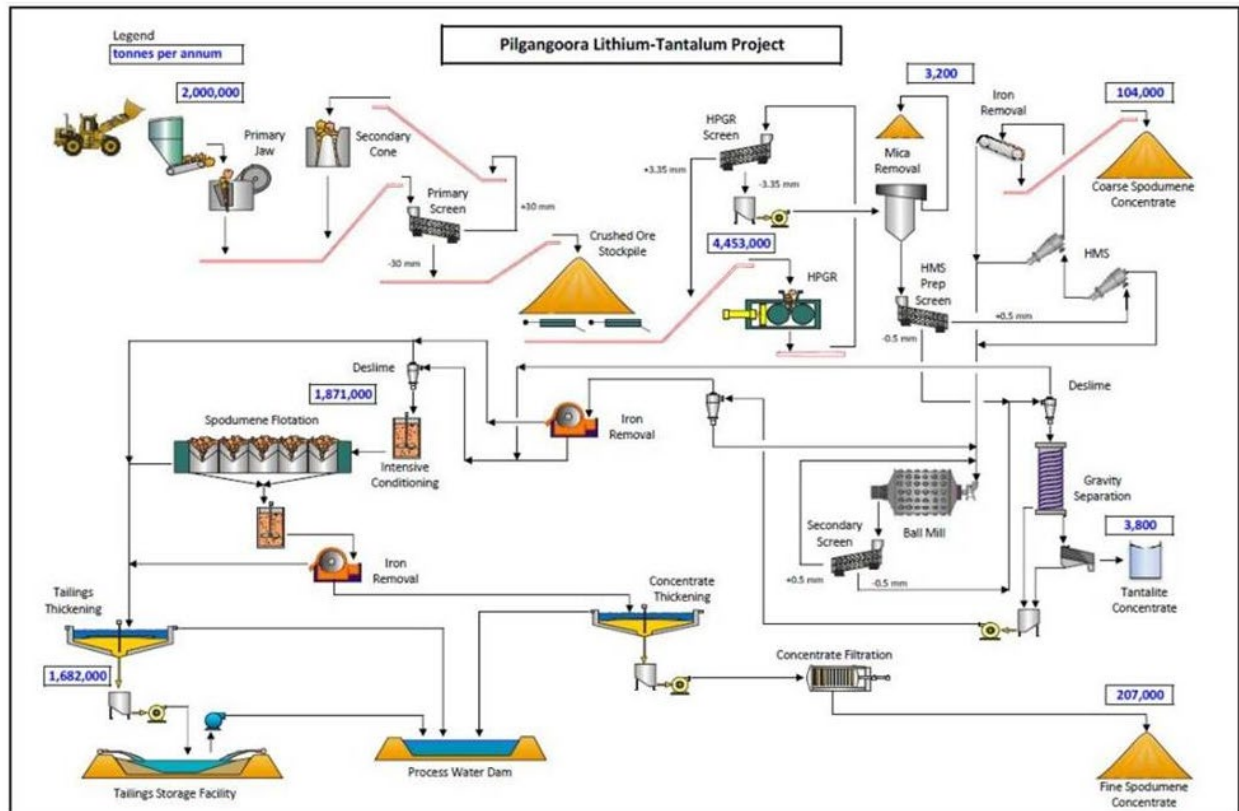 Legend
tonnes per annum
Pilgangoora Lithium-Tantalum Project
2,000,000
Primary
Jaw
Secondary
Cone
Primary
Screen
+30 mm
-30 mm
Crushed Ore
Stockpile
HPGR
Screen
+3.35 mm
-3.35 mm
4,453,000
HPGR
3,200
Mica
Removal
HMS
Prep
Screen
+0.5 mm
-0.5 mm
Iron
Removal
HMS
104,000
Coarse Spodumene
Concentrate
Deslime
1,871,000
Spodumene Flotation
Intensive
Conditioning
Iron
Removal
Deslime
Gravity
Separation
Ball Mill
Secondary
Screen
+0.5 mm
-0.5 mm
3,800
Tantalite
Concentrate
Iron
Removal
Tailings
Thickening
Concentrate
Thickening
1,682,000
Concentrate Filtration
207,000
Tailings Storage Facility
Process Water Dam
Fine Spodumene
Concentrate